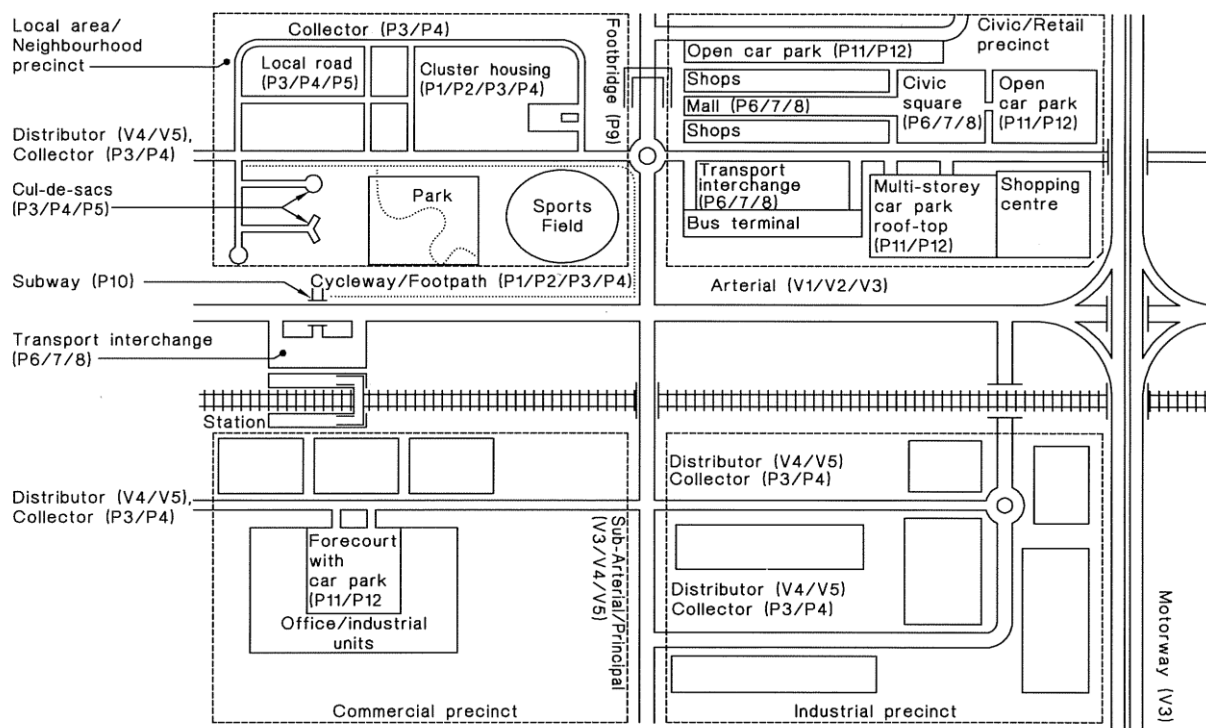 Local area/
Neighbourhood
precinct
Collector (P3/P4)
Local road
(P3/P4/P5)
Cluster housing
(P1/P2/P3/P4)
Footbridge (P9)
Civic/Retail
precinct
Open car park (P11/P12)
Shops
Mall (P6/7/8)
Shops
Civic
square
(P6/7/8)
Open
car park
(P11/P12)
Distributor (V4/V5),
Collector (P3/P4)
Cul-de-sacs
(P3/P4/P5)
Park
Sports
Field
Transport
interchange
(P6/7/8)
Bus terminal
Multi-storey
car park
roof-top
(P11/P12)
Shopping
centre
Subway (P10)
Cycleway/Footpath (P1/P2/P3/P4)
Arterial (V1/V2/V3)
Transport interchange
(P6/7/8)
Station
Distributor (V4/V5),
Collector (P3/P4)
Distributor (V4/V5)
Collector (P3/P4)
Forecourt
with
car park
(P11/P12
Office/industrial
units
Sub-Arterial/Principal
(V3/V4/V5)
Distributor (V4/V5)
Collector (P3/P4)
Motorway (V3)
Commercial precinct
Industrial precinct